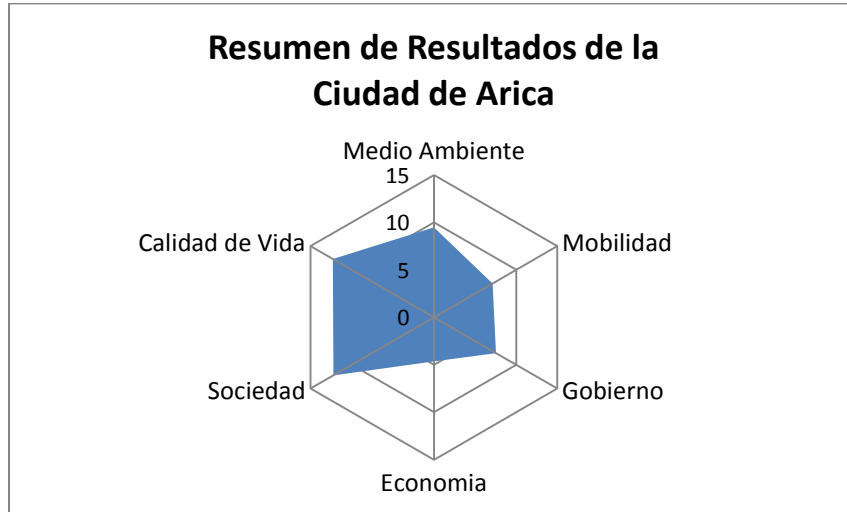 Resumen de Resultados de la
Ciudad de Arica
Medio Ambiente
15
10
5
0
Calidad de Vida
Mobilidad
Sociedad
Gobierno
Economia